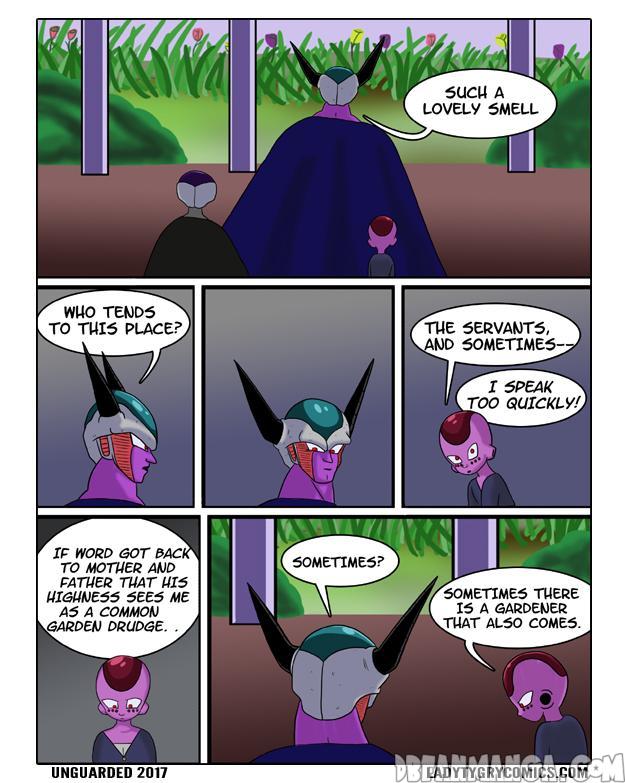 SUCH A
LOVELY SMELL
WHO TENDS
TO THIS PLACE?
THE SERVANTS,
AND SOMETIMES--
I SPEAK
TOO QUICKLY!
IF WORD GOT BACK
TO MOTHER AND
FATHER THAT HIS
HIGHNESS SEES ME
AS A COMMON
GARDEN DRUDGE. .
SOMETIMES?
SOMETIMES THERE
IS A GARDENER
THAT ALSO COMES.
UNGUARDED 2017
LADYTYGRYCOMICS.COM
DBFANMANGA.COM